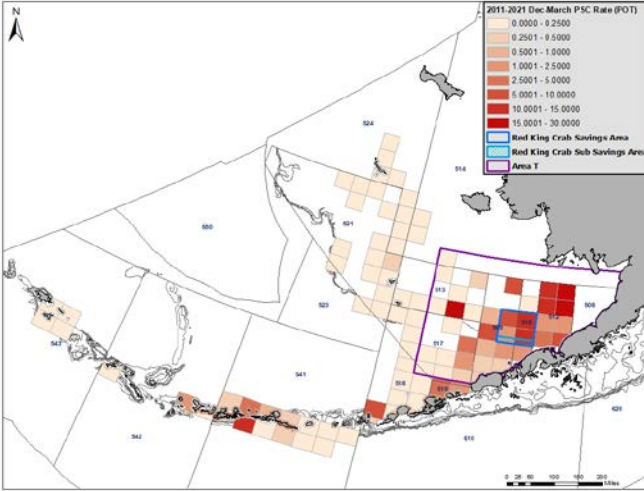 N
2011-2021 Dec-March PSC Rate (POT)
0.0000 - 0.2500
0.2501 - 0.5000
0.5001 - 1.0000
1.0001 - 2.5000
2.5001 - 5.0000
5.0001 - 10.0000
10.0001 - 15.0000
15.0001 - 30.0000
Red King Crab Savings Area
Red King Crab Sub Savings Area
Area T
524
514
550
521
513
508
512
523
517
541
518
519
543
542
610
620
0 25 50 100 150 200
Miles